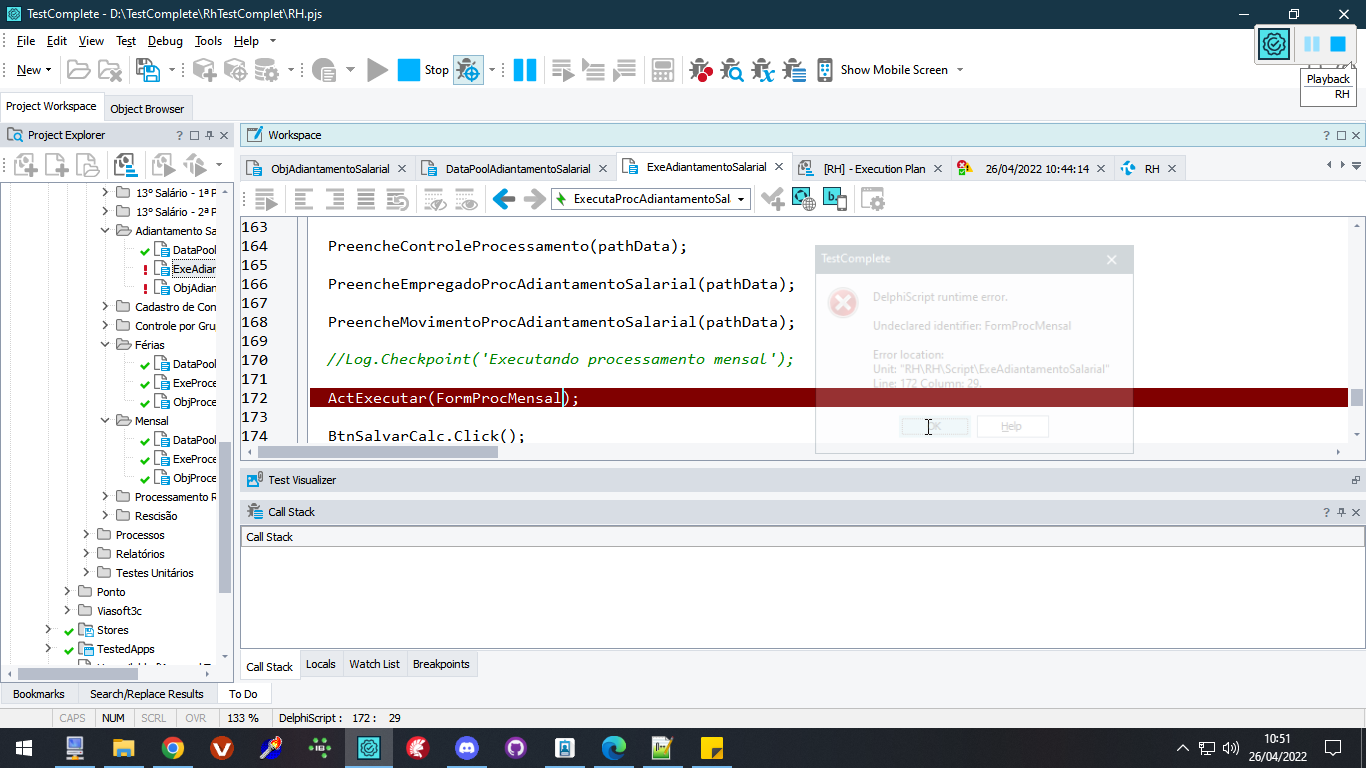 TestComplete - D:\TestComplete\RhTestComplet\RH.pjs
File Edit View Test Debug Tools Help
New Stop Show Mobile Screen
Playback
RH
Project Workspace Object Browser
Project Explorer
Workspace
ObjAdiantamentoSalarial DataPoolAdiantamentoSalarial ExeAdiantamentoSalarial [RH] - Execution Plan 26/04/2022 10:44:14 RH
ExecutaProcAdiantamentoSal
13º Salário - 1ª P
13º Salário - 2ª P
Adiantamento Sa
DataPool
ExeAdiar
ObjAdian
Cadastro de Con
Controle por Gru
Férias
DataPool
ExeProce
ObjProce
Mensal
DataPool
ExeProce
ObjProce
Processamento R
Rescisão
Processos
Relatórios
Testes Unitários
Ponto
Viasoft3c
Stores
TestedApps
163
164 PreencheControleProcessamento(pathData);
165
166 PreencheEmpregadoProcAdiantamentoSalarial(pathData);
167
168 PreencheMovimentoProcAdiantamentoSalarial(pathData);
169
170 //Log.Checkpoint('Executando processamento mensal');
171
172 ActExecutar(FormProcMensal);
173
174 BtnSalvarCalc.Click();
TestComplete
DelphiScript runtime error.
Undeclared identifier: FormProcMensal
Error location:
Unit: "RH\RH\Script\ExeAdiantamentoSalarial"
Line: 172 Column: 29.
OK Help
Test Visualizer
Call Stack
Call Stack
Call Stack Locals Watch List Breakpoints
Bookmarks Search/Replace Results To Do
CAPS NUM SCRL OVR 133 % DelphiScript : 172 : 29
10:51
26/04/2022